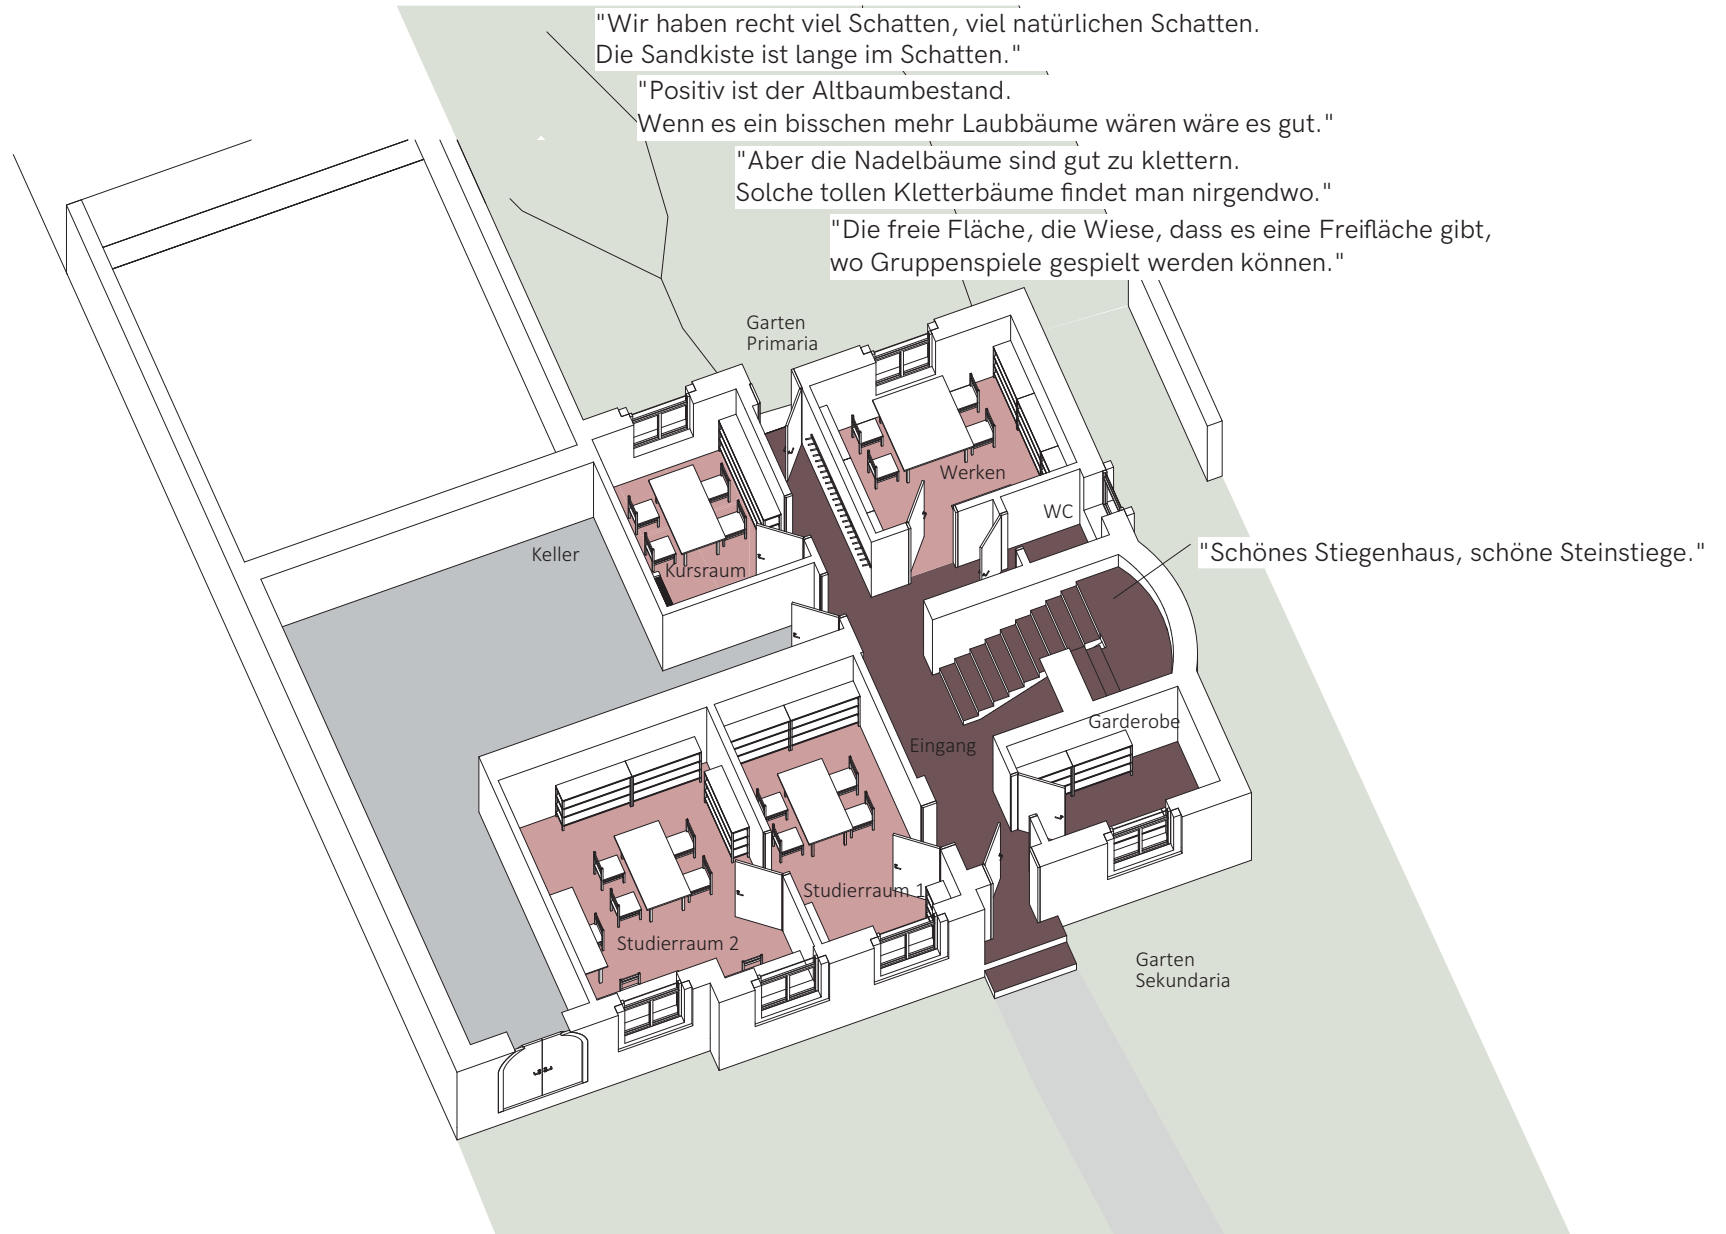 "Wir haben recht viel Schatten, viel natürlichen Schatten.
Die Sandkiste ist lange im Schatten."
"Positiv ist der Altbaumbestand.
Wenn es ein bisschen mehr Laubbäume wären wäre es gut."
"Aber die Nadelbäume sind gut zu klettern.
Solche tollen Kletterbäume findet man nirgendwo."
"Die freie Fläche, die Wiese, dass es eine Freifläche gibt,
wo Gruppenspiele gespielt werden können."
Garten
Primaria
Werken
WC
Keller
Kursraum
"Schönes Stiegenhaus, schöne Steinstiege."
Garderobe
Eingang
Studierraum 1
Studierraum 2
Garten
Sekundaria